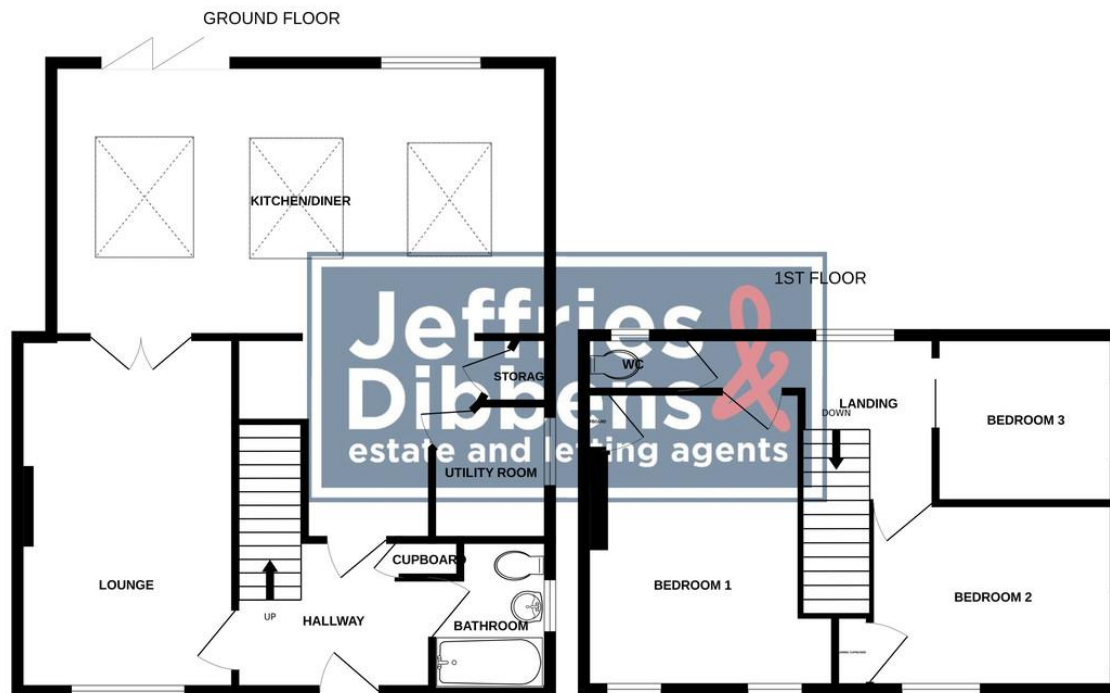 GROUND FLOOR
KITCHEN/DINER
1ST FLOOR
Jeffries &
Dibbens
estate and letting agents
STORAG
WC
LANDING
DOWN
BEDROOM 3
UTILITY ROOM
CUPBOARD
LOUNGE
BEDROOM 1
BEDROOM 2
UP
HALLWAY
BATHROOM